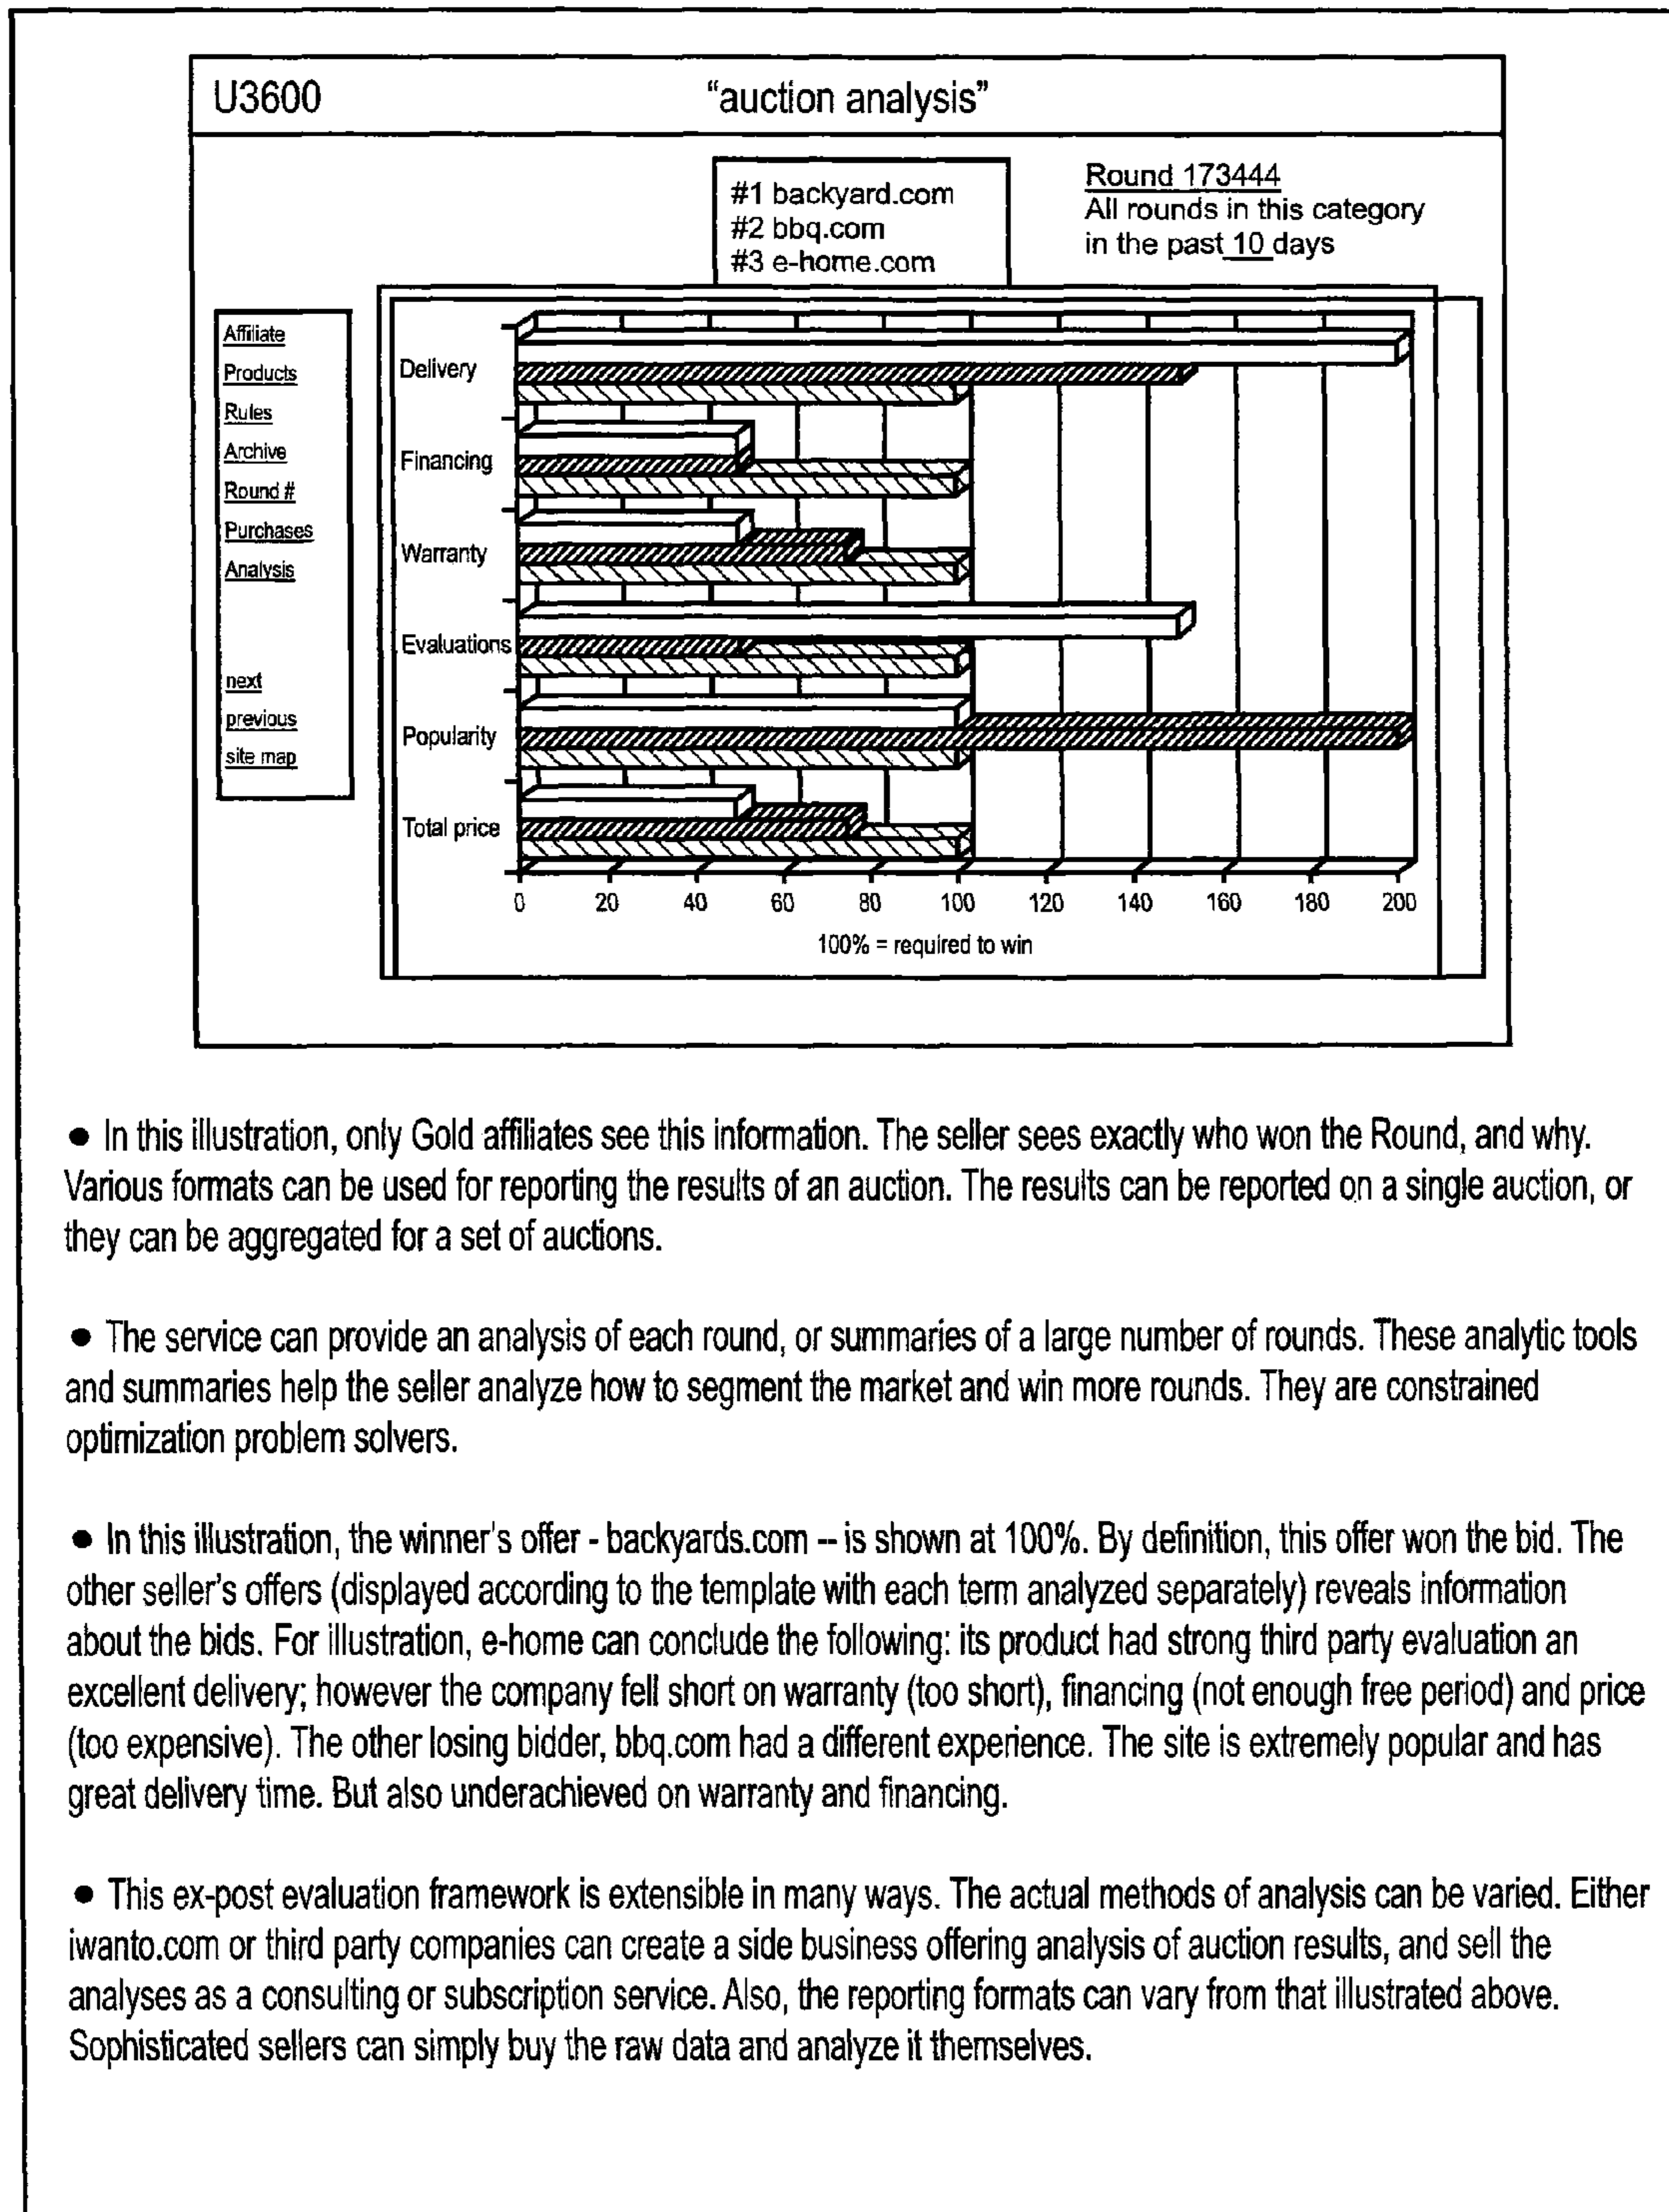 U3600
“auction analysis”
#1 backyard.com
#2 bbq.com
#3 e-home.com
Round 173444
All rounds in this category
in the past 10 days
Affiliate
Products
Rules
Archive
Round #
Purchases
Analysis
next
previous
site map
Delivery
Financing
Warranty
Evaluations
Popularity
Total price
0 20 40 60 80 100 120 140 160 180 200
100% = required to win
● In this illustration, only Gold affiliates see this information. The seller sees exactly who won the Round, and why.
Various formats can be used for reporting the results of an auction. The results can be reported on a single auction, or
they can be aggregated for a set of auctions.
● The service can provide an analysis of each round, or summaries of a large number of rounds. These analytic tools
and summaries help the seller analyze how to segment the market and win more rounds. They are constrained
optimization problem solvers.
● In this illustration, the winner's offer - backyards.com -- is shown at 100%. By definition, this offer won the bid. The
other seller's offers (displayed according to the template with each term analyzed separately) reveals information
about the bids. For illustration, e-home can conclude the following: its product had strong third party evaluation an
excellent delivery; however the company fell short on warranty (too short), financing (not enough free period) and price
(too expensive). The other losing bidder, bbq.com had a different experience. The site is extremely popular and has
great delivery time. But also underachieved on warranty and financing.
● This ex-post evaluation framework is extensible in many ways. The actual methods of analysis can be varied. Either
iwanto.com or third party companies can create a side business offering analysis of auction results, and sell the
analyses as a consulting or subscription service. Also, the reporting formats can vary from that illustrated above.
Sophisticated sellers can simply buy the raw data and analyze it themselves.